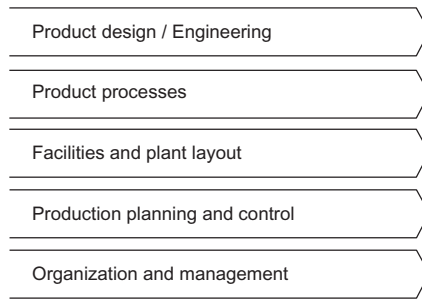 Product design / Engineering
Product processes
Facilities and plant layout
Production planning and control
Organization and management